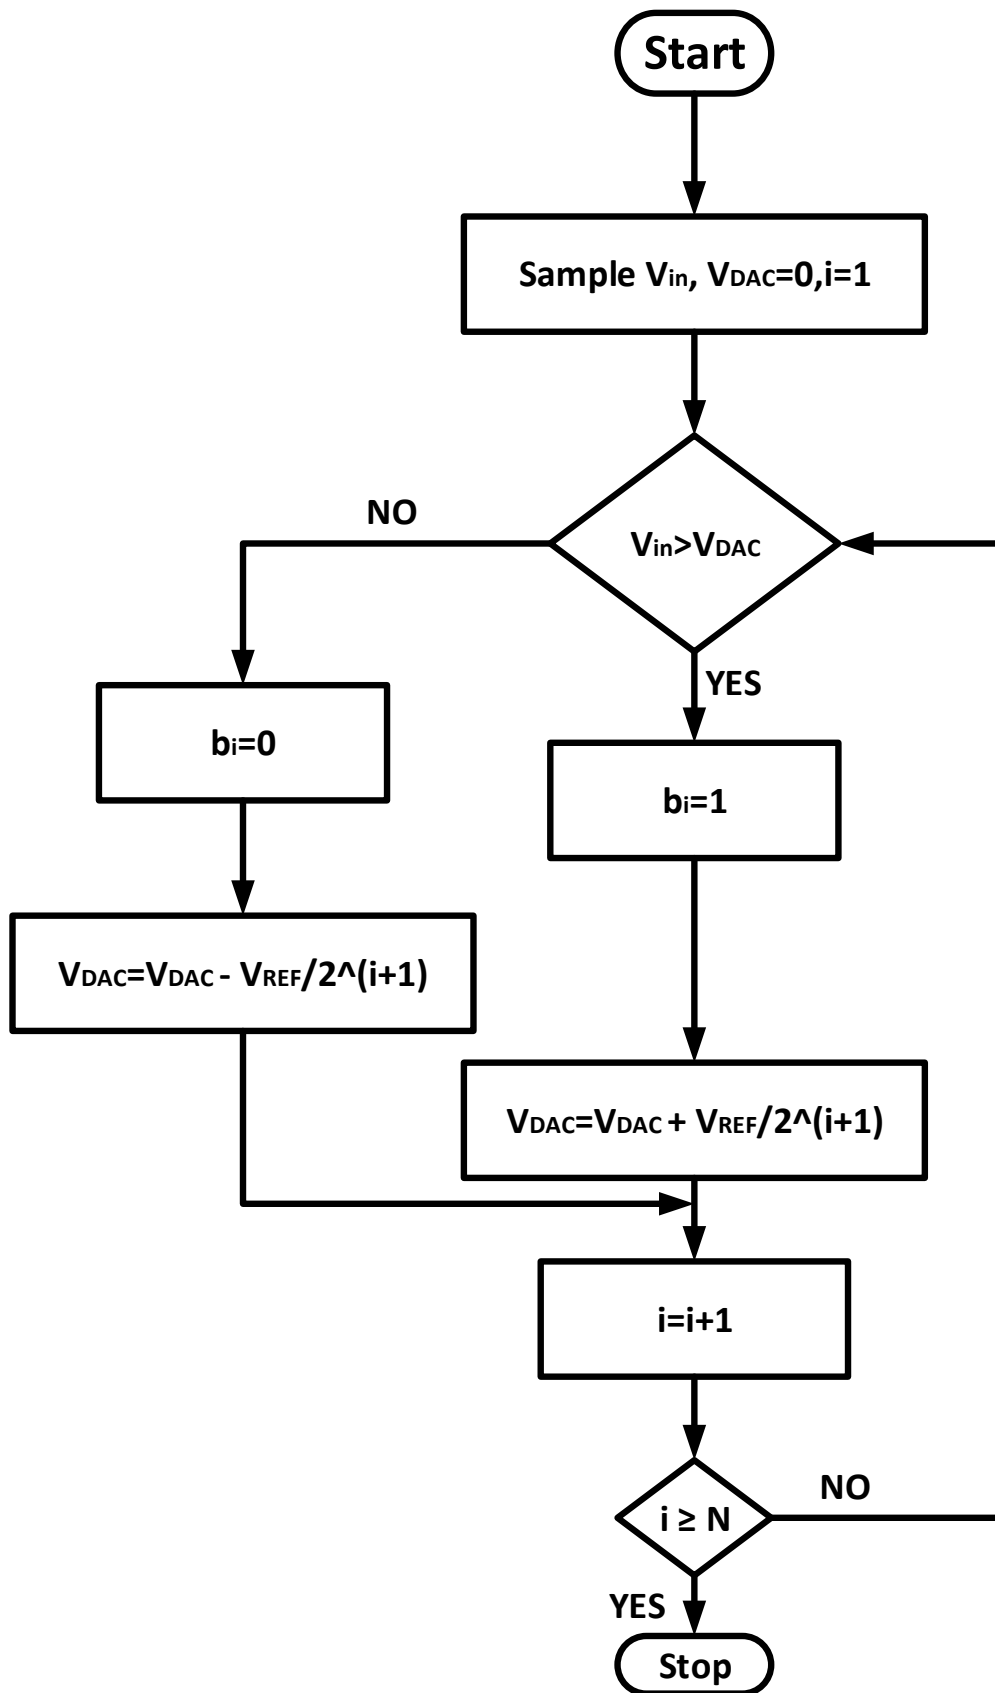 Start
Sample Vin, VDAC=0,i=1
NO
Vin>VDAC
YES
bi=0
bi=1
VDAC=VDAC - VREF/2^(i+1)
VDAC=VDAC + VREF/2^(i+1)
i=i+1
NO
i ≥ N
YES
Stop